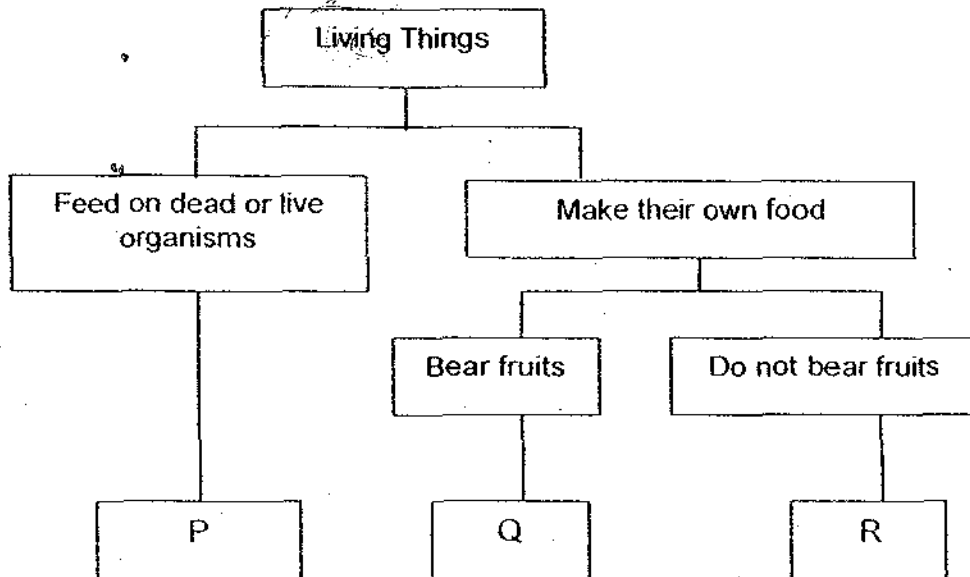 Living Things
Feed on dead or live
organisms
Make their own food
Bear fruits
Do not bear fruits
P
Q
R